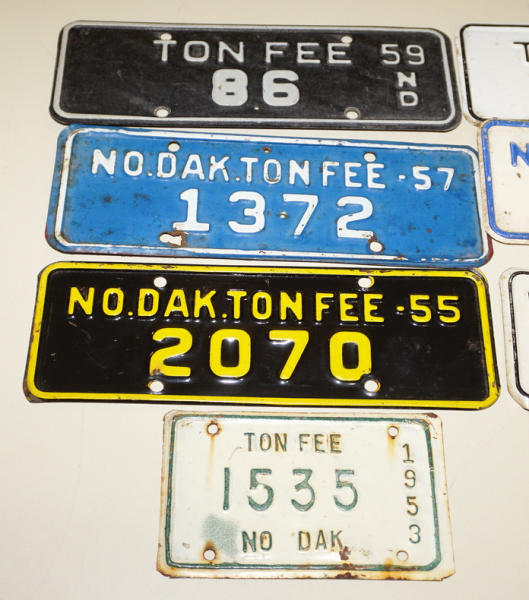 TON FEE 59
86 ND
NO.DAK.TON FEE-57
1372
NO.DAK.TON FEE-55
2070
TON FEE
1535
NO DAK
1953